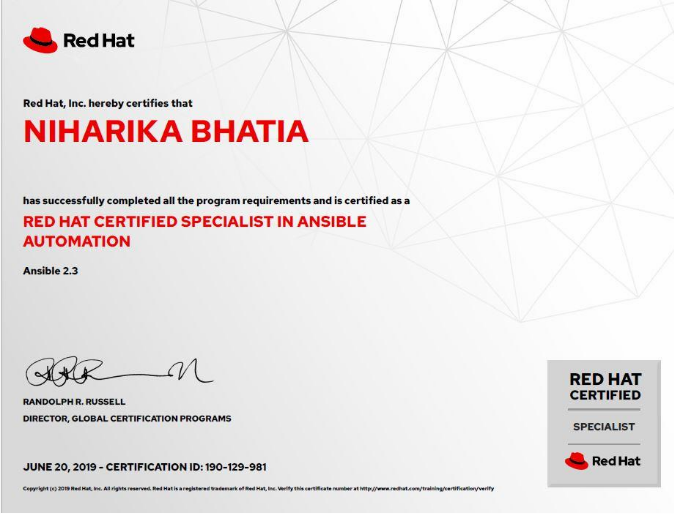 Red Hat
Red Hat, Inc. hereby certifies that
NIHARIKA BHATIA
has successfully completed all the program requirements and is certified as a
RED HAT CERTIFIED SPECIALIST IN ANSIBLE
AUTOMATION
Ansible 2.3
RANDOLPH R. RUSSELL
DIRECTOR, GLOBAL CERTIFICATION PROGRAMS
JUNE 20, 2019 - CERTIFICATION ID: 190-129-981
Copyright (c) 2019 Red Hat, Inc. All rights reserved. Red Hat is a registered trademark of Red Hat, Inc. Verify this certificate number at http://www.redhat.com/training/certification/verify
RED HAT
CERTIFIED
SPECIALIST
Red Hat